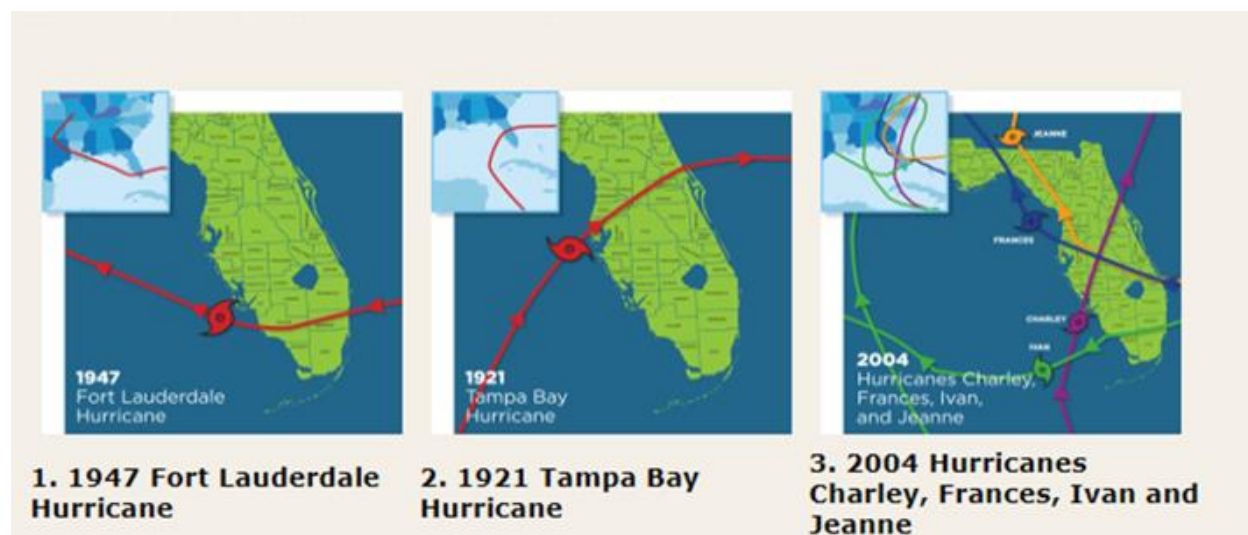 1947
Fort Lauderdale
Hurricane
1921
Tampa Bay
Hurricane
JEANNE
FRANCES
CHARLEY
IVAN
2004
Hurricanes Charley,
Frances, Ivan,
and Jeanne
1. 1947 Fort Lauderdale
Hurricane
2. 1921 Tampa Bay
Hurricane
3. 2004 Hurricanes
Charley, Frances, Ivan and
Jeanne